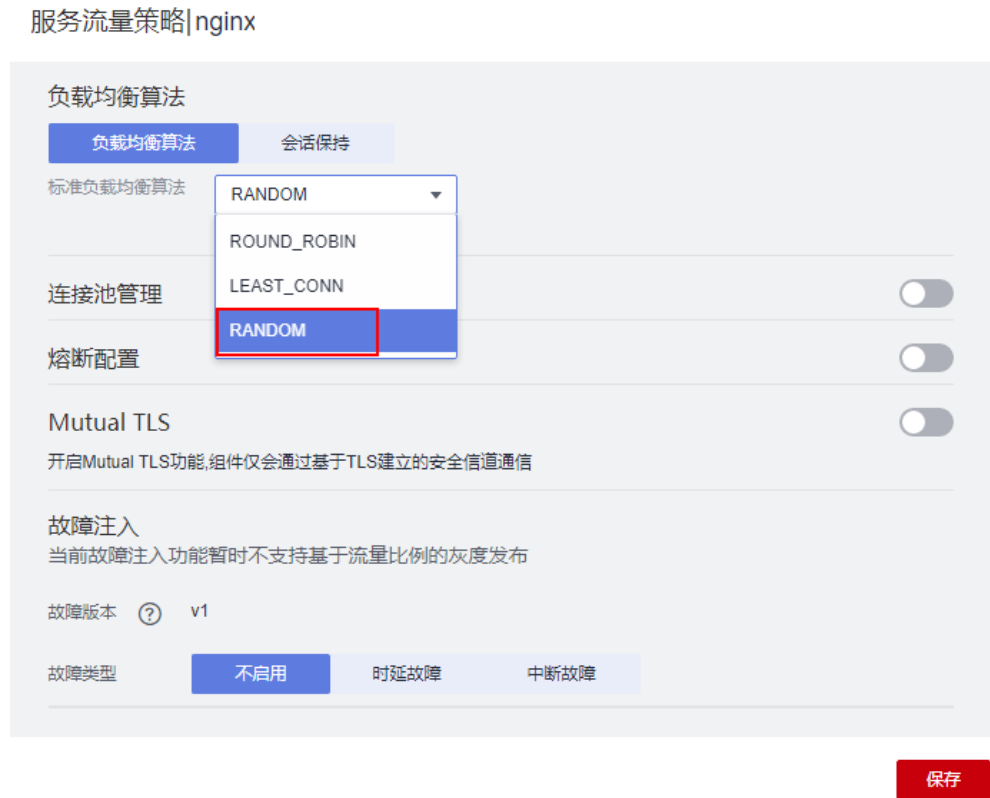 服务流量策略|nginx
负载均衡算法
负载均衡算法 会话保持
标准负载均衡算法 RANDOM
ROUND_ROBIN
LEAST_CONN
连接池管理
RANDOM
熔断配置
Mutual TLS
开启Mutual TLS功能,组件仅会通过基于TLS建立的安全信道通信
故障注入
当前故障注入功能暂时不支持基于流量比例的灰度发布
故障版本 ? v1
故障类型 不启用 时延故障 中断故障
保存